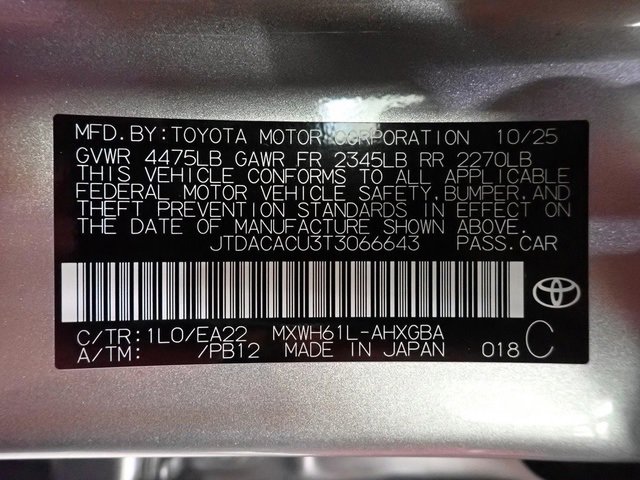 MFD.BY:TOYOTA MOTOR CORPORATION 10/25
GVWR 4475LB GAWR FR 2345LB RR 2270LB
THIS VEHICLE CONFORMS TO ALL APPLICABLE
FEDERAL MOTOR VEHICLE SAFETY,BUMPER,AND
THEFT PREVENTION STANDARDS IN EFFECT ON
THE DATE OF MANUFACTURE SHOWN ABOVE.
JTDACACU3T3066643 PASS.CAR
C/TR:1L0/EA22 MXWH61L-AHXGBA
A/TM: /PB12 MADE IN JAPAN 018 C